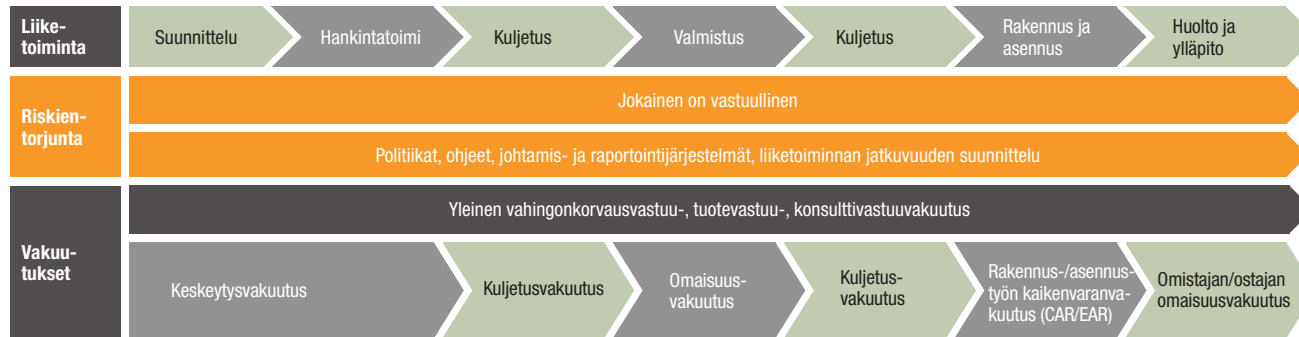 Liike-
toiminta
Suunnittelu
Hankintatoimi
Kuljetus
Valmistus
Kuljetus
Rakennus ja
asennus
Huolto ja
ylläpito
Riskien-
torjunta
Jokainen on vastuullinen
Politiikat, ohjeet, johtamis- ja raportointijärjestelmät, liiketoiminnan jatkuvuuden suunnittelu
Vakuu-
tukset
Yleinen vahingonkorvausvastuu-, tuotevastuu-, konsulttivastuuvakuutus
Keskeytysvakuutus
Kuljetusvakuutus
Omaisuus-
vakuutus
Kuljetus-
vakuutus
Rakennus-/asennus-
työn kaikenvaranva-
kuutus (CAR/EAR)
Omistajan/ostajan
omaisuusvakuutus